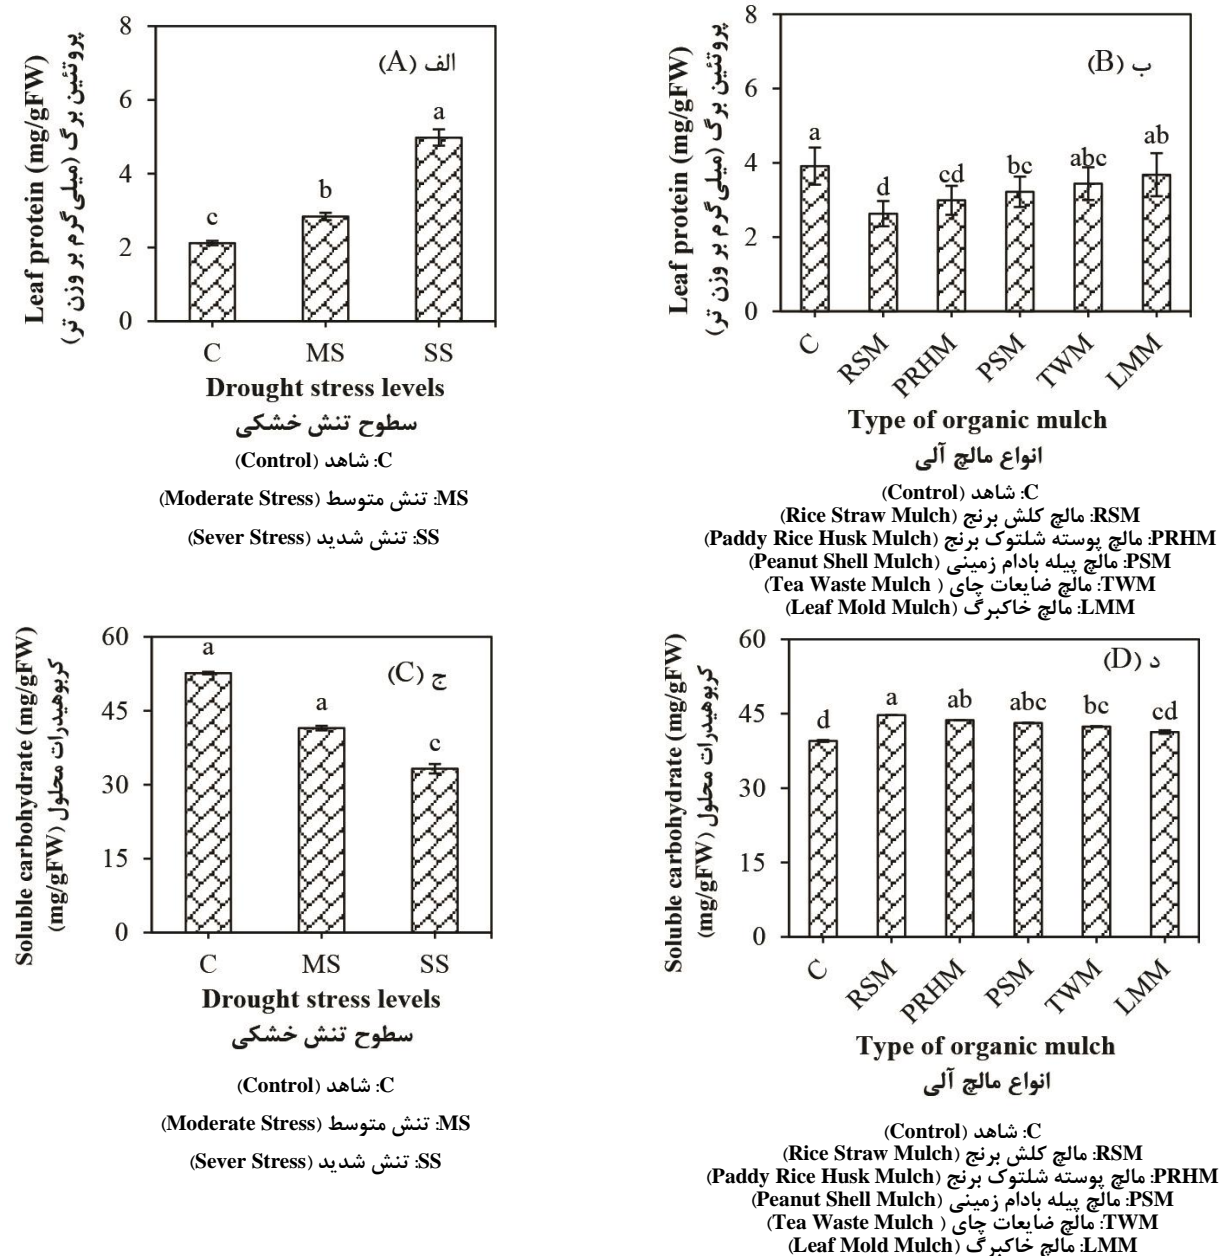 الف (A)
Leaf protein (mg/gFW)
پروتئین برگ (میلی‌گرم بر وزن تر)
8
6
4
2
0
c
b
a
C
MS
SS
Drought stress levels
سطوح تنش خشکی
C: شاهد (Control)
MS: تنش متوسط (Moderate Stress)
SS: تنش شدید (Sever Stress)
ب (B)
Leaf protein (mg/gFW)
پروتئین برگ (میلی‌گرم بر وزن تر)
8
6
4
2
0
a
d
cd
bc
abc
ab
C
RSM
PRHM
PSM
TWM
LMM
Type of organic mulch
انواع مالچ آلی
C: شاهد (Control)
RSM: مالچ کلش برنج (Rice Straw Mulch)
PRHM: مالچ پوسته شلتوک برنج (Paddy Rice Husk Mulch)
PSM: مالچ پیله بادام زمینی (Peanut Shell Mulch)
TWM: مالچ ضایعات چای ( Tea Waste Mulch)
LMM: مالچ خاکبرگ (Leaf Mold Mulch)
ج (C)
Soluble carbohydrate (mg/gFW)
کربوهیدرات محلول (mg/gFW)
60
45
30
15
0
a
a
c
C
MS
SS
Drought stress levels
سطوح تنش خشکی
C: شاهد (Control)
MS: تنش متوسط (Moderate Stress)
SS: تنش شدید (Sever Stress)
د (D)
Soluble carbohydrate (mg/gFW)
کربوهیدرات محلول (mg/gFW)
60
45
30
15
0
d
a
ab
abc
bc
cd
C
RSM
PRHM
PSM
TWM
LMM
Type of organic mulch
انواع مالچ آلی
C: شاهد (Control)
RSM: مالچ کلش برنج (Rice Straw Mulch)
PRHM: مالچ پوسته شلتوک برنج (Paddy Rice Husk Mulch)
PSM: مالچ پیله بادام زمینی (Peanut Shell Mulch)
TWM: مالچ ضایعات چای ( Tea Waste Mulch)
LMM: مالچ خاکبرگ (Leaf Mold Mulch)